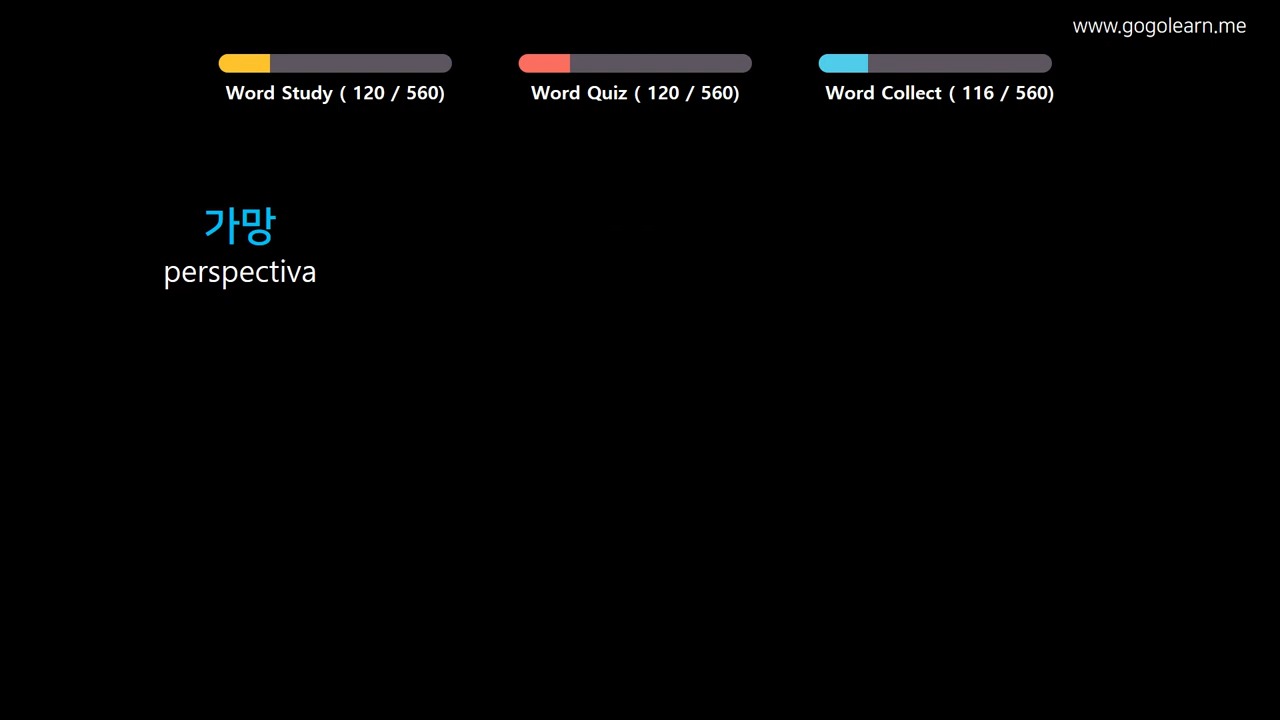 www.gogolearn.me
Word Study ( 120 / 560)
Word Quiz ( 120 / 560)
Word Collect ( 116 / 560)
가망
perspectiva